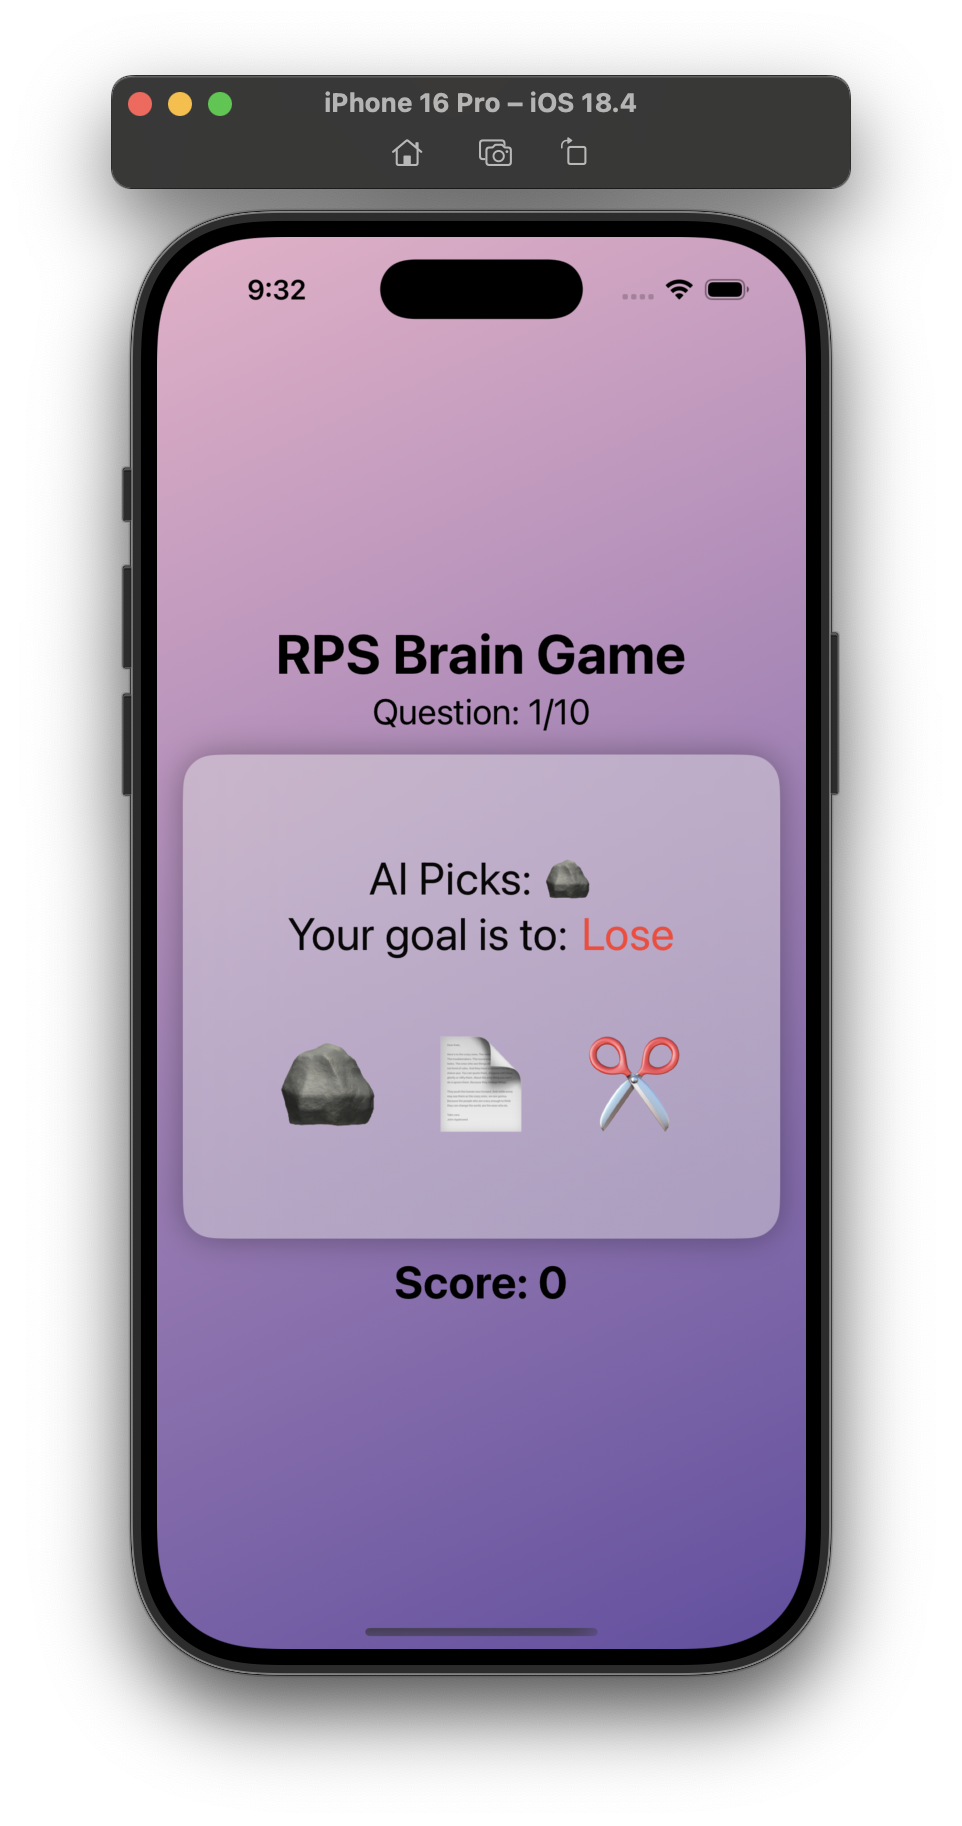 iPhone 16 Pro – iOS 18.4
9:32
RPS Brain Game
Question: 1/10
AI Picks:
Your goal is to: Lose
Score: 0